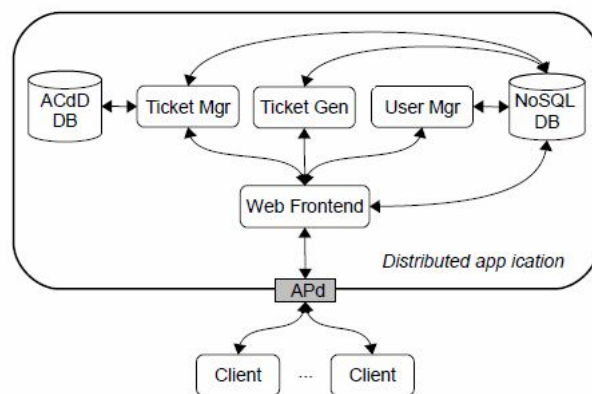 ACdD
DB
Ticket Mgr
Ticket Gen
User Mgr
NoSQL
DB
Web Frontend
Distributed app ication
APd
Client
...
Client